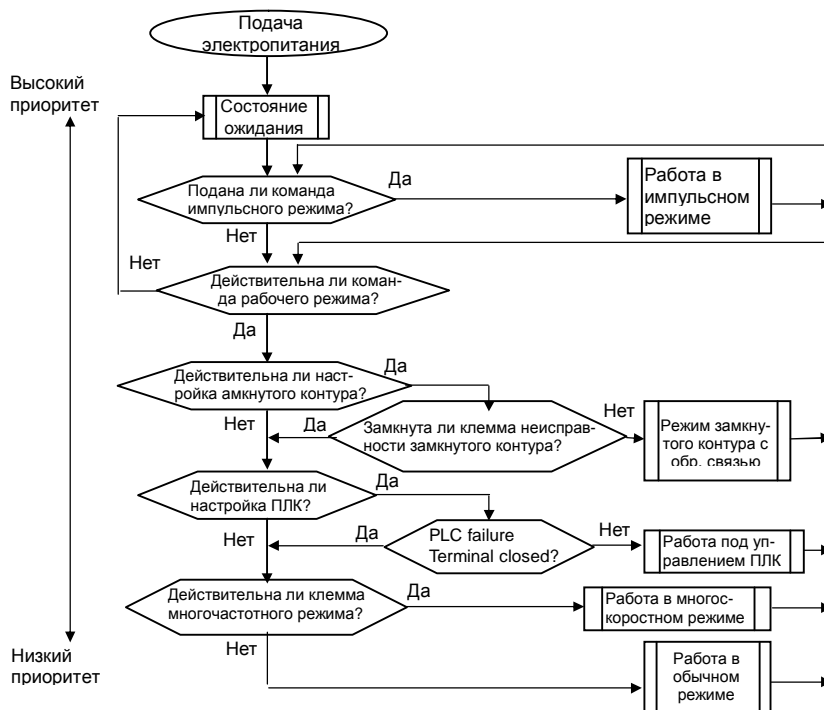 Подача
электропитания
Высокий
приоритет
Состояние
ожидания
Подана ли команда
импульсного режима?
Да
Работа в
импульсном
режиме
Нет
Нет
Действительна ли коман-
да рабочего режима?
Да
Действительна ли наст-
ройка амкнутого контура?
Да
Нет
Да
Замкнута ли клемма неисправ-
ности замкнутого контура?
Нет
Режим замкну-
того контура с
обр. связью
Действительна ли
настройка ПЛК?
Да
Нет
Да
PLC failure
Terminal closed?
Нет
Работа под уп-
равлением ПЛК
Действительна ли клемма
многочастотного режима?
Да
Работа в многос-
коростном режиме
Нет
Работа в
обычном
режиме
Низкий
приоритет